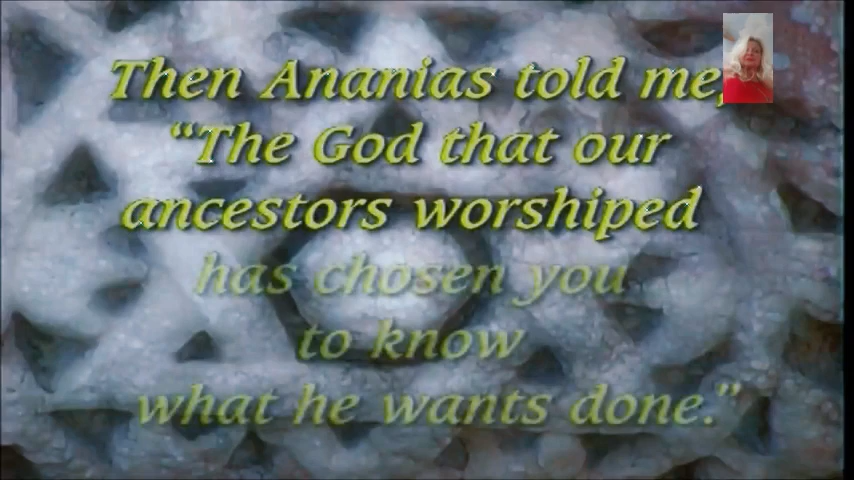 Then Ananias told me,
“The God that our
ancestors worshiped
has chosen you
to know
what he wants done.”